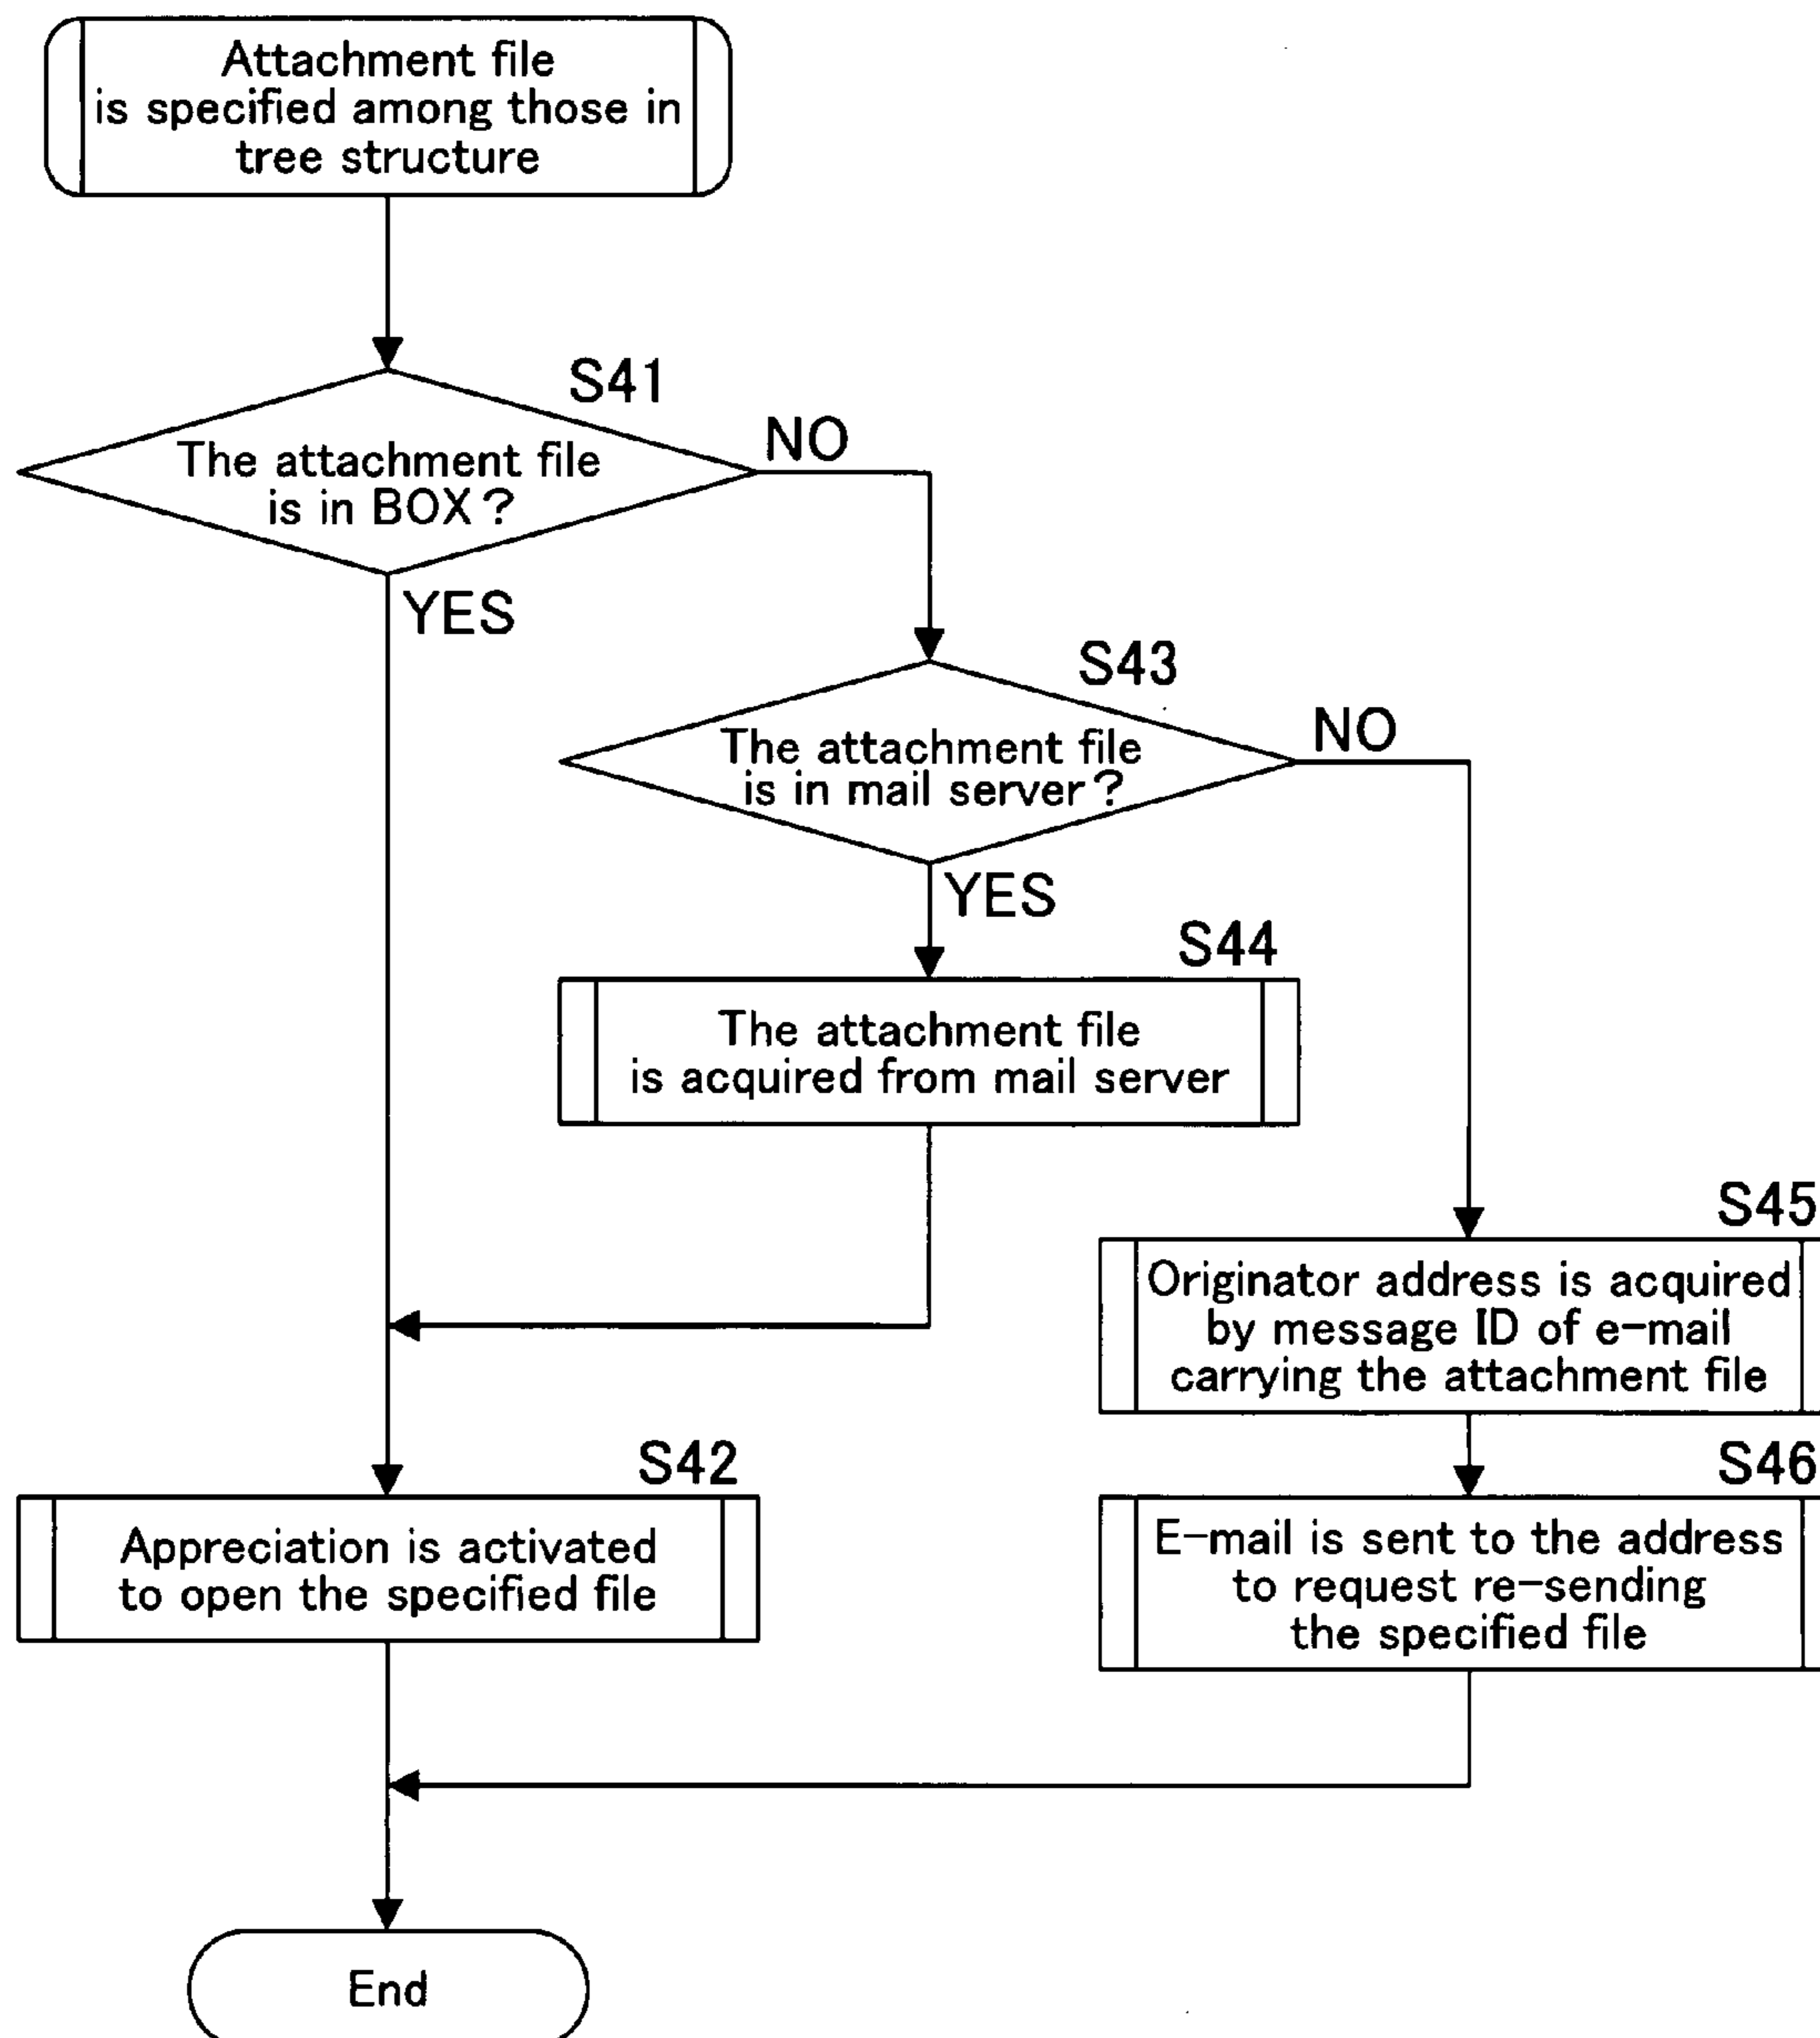 Attachment file
is specified among those in
tree structure
S41
The attachment file
is in BOX?
NO
YES
S43
The attachment file
is in mail server?
NO
YES
S44
The attachment file
is acquired from mail server
S45
Originator address is acquired
by message ID of e-mail
carrying the attachment file
S42
Appreciation is activated
to open the specified file
S46
E-mail is sent to the address
to request re-sending
the specified file
End